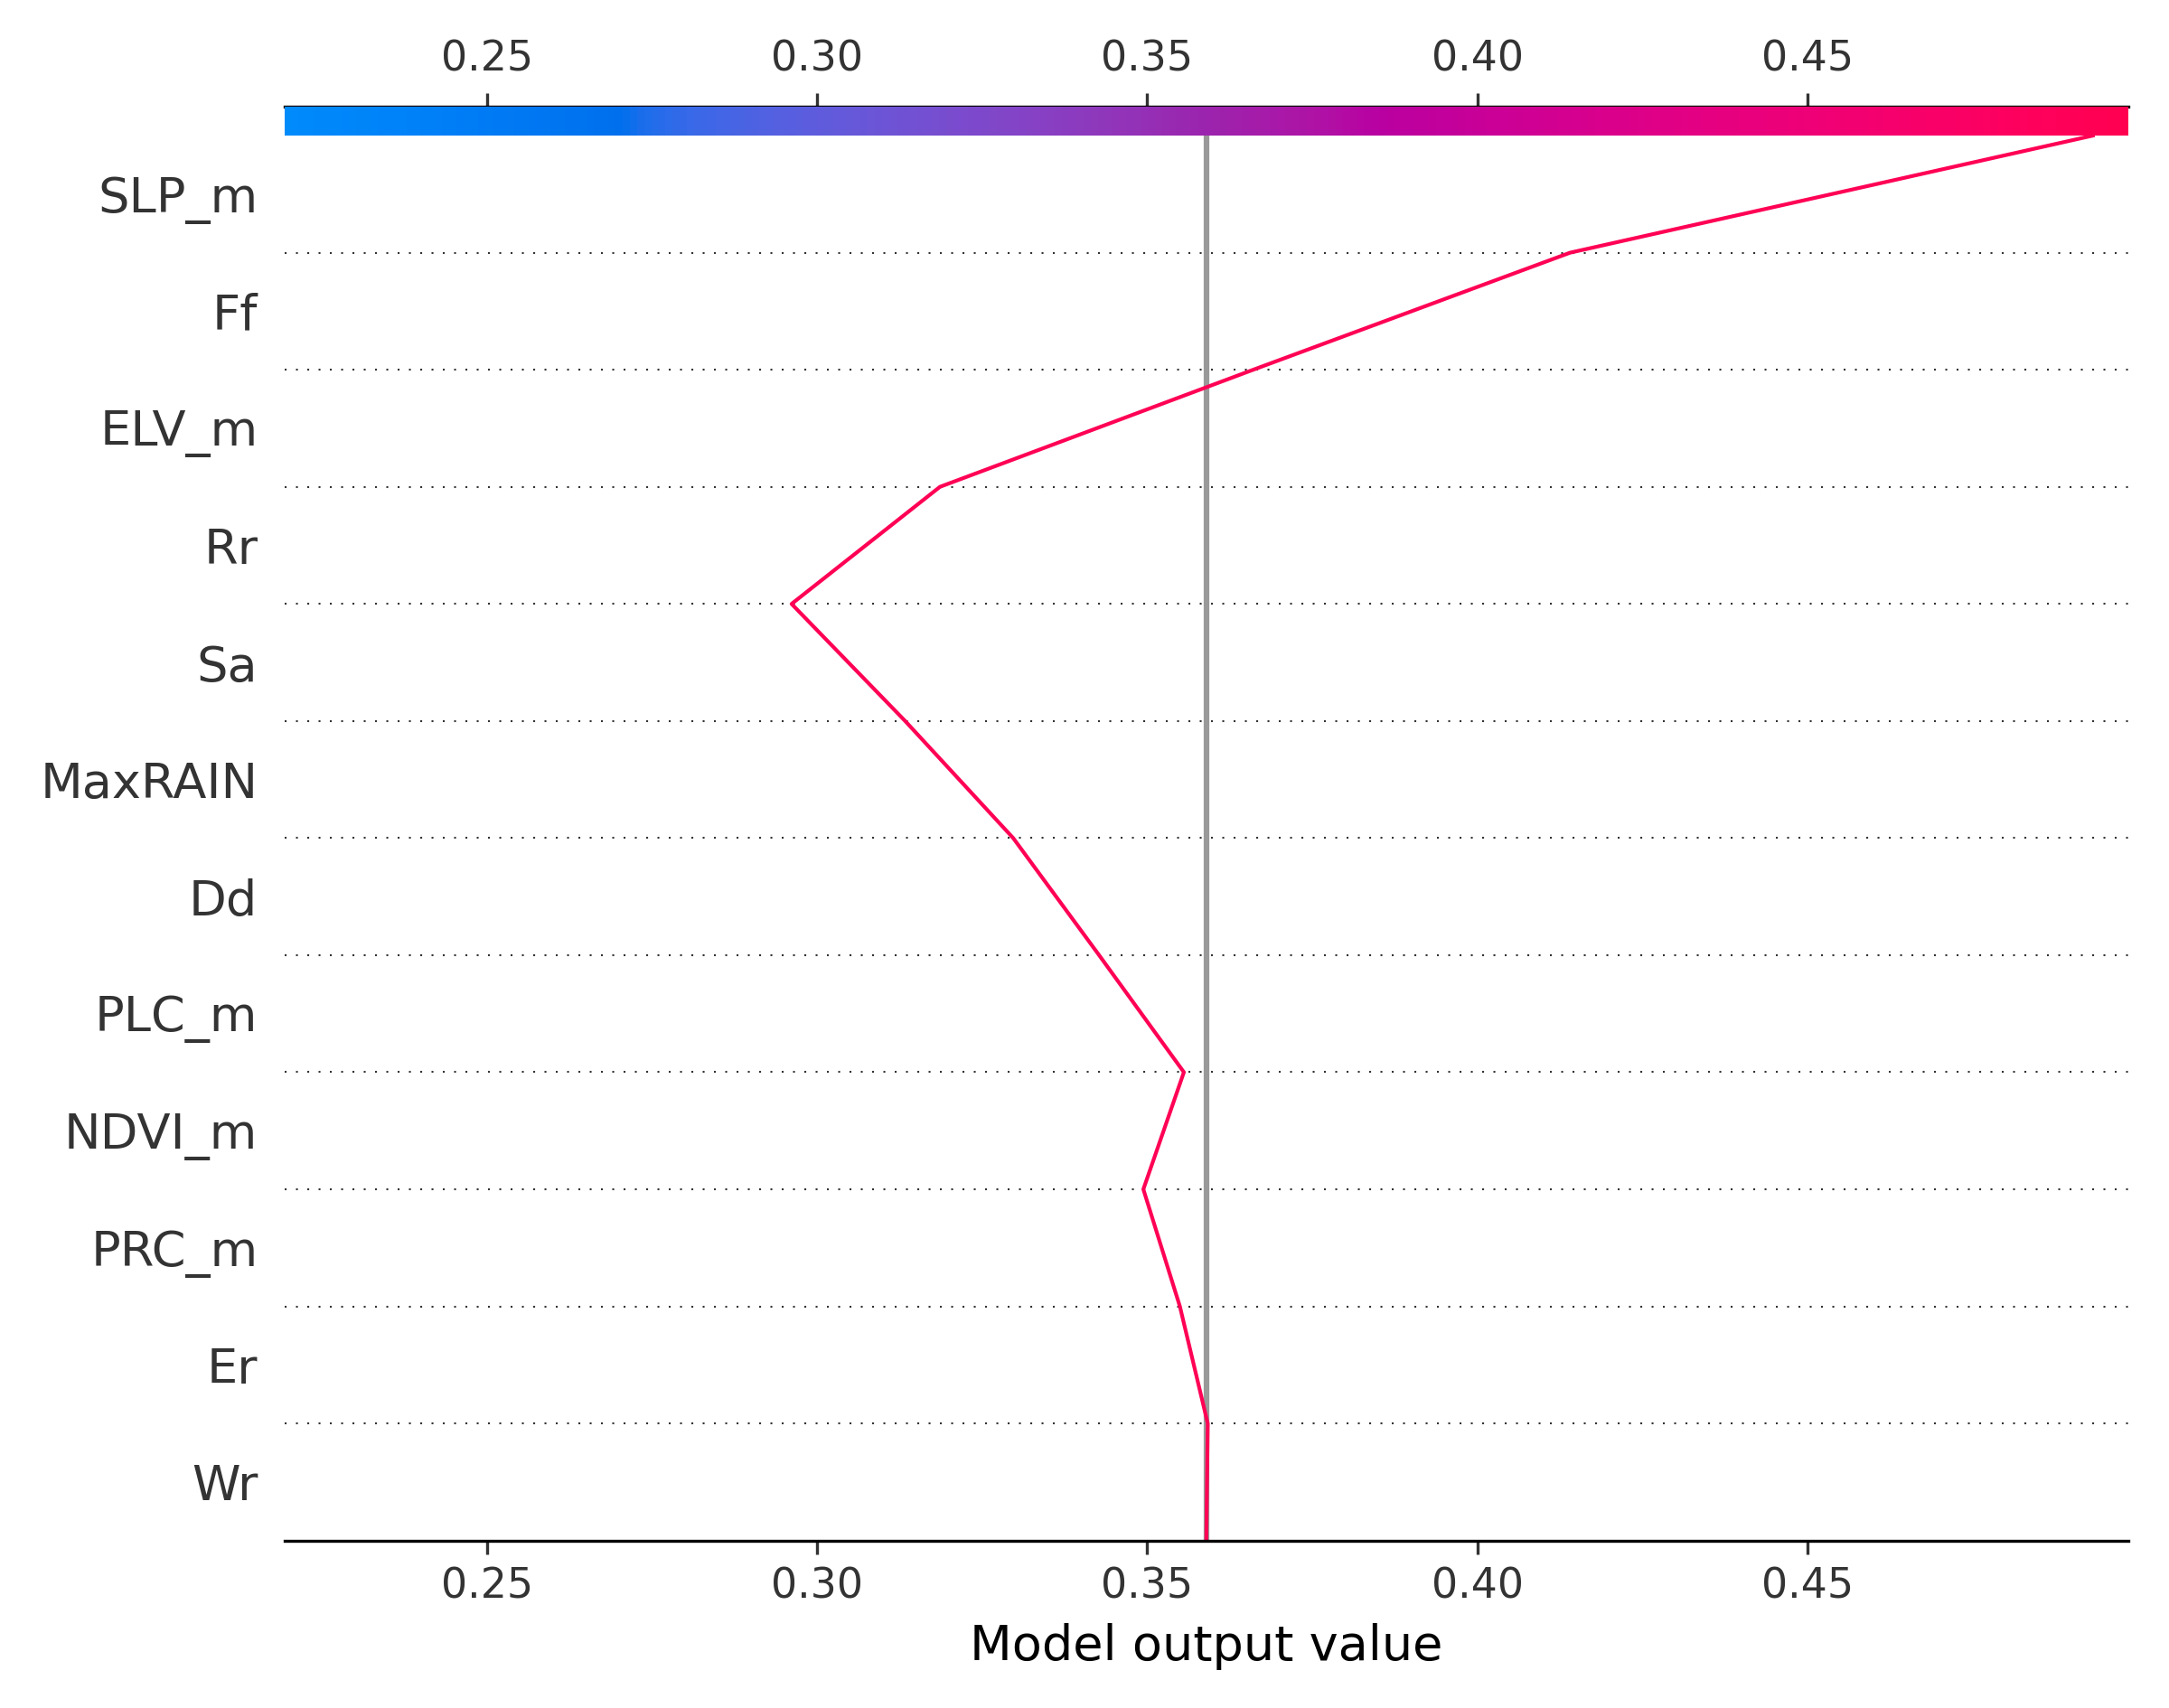 0.25 0.30 0.35 0.40 0.45
SLP_m
Ff
ELV_m
Rr
Sa
MaxRAIN
Dd
PLC_m
NDVI_m
PRC_m
Er
Wr
0.25 0.30 0.35 0.40 0.45
Model output value